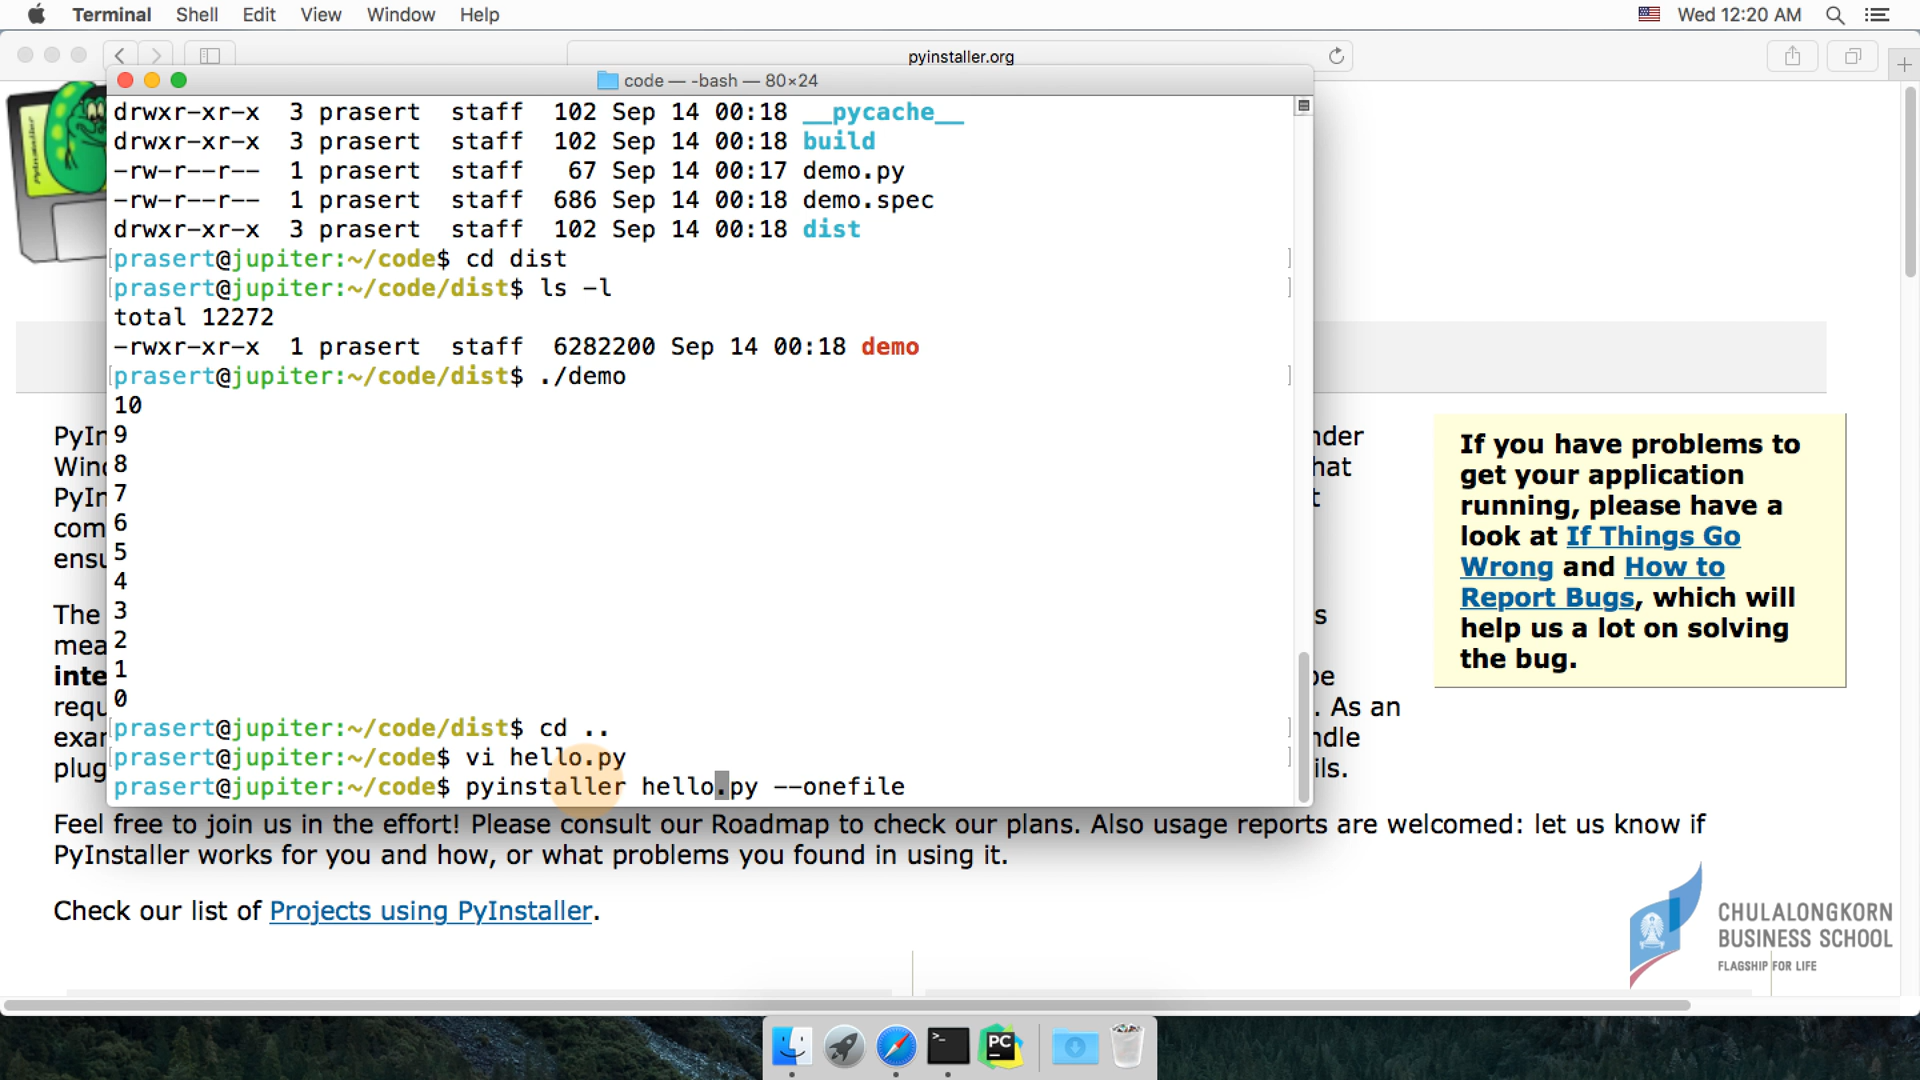 Terminal Shell Edit View Window Help Wed 12:20 AM
pyinstaller.org
code — -bash — 80×24
PyInstaller
drwxr-xr-x 3 prasert staff 102 Sep 14 00:18 __pycache__
drwxr-xr-x 3 prasert staff 102 Sep 14 00:18 build
-rw-r--r-- 1 prasert staff 67 Sep 14 00:17 demo.py
-rw-r--r-- 1 prasert staff 686 Sep 14 00:18 demo.spec
drwxr-xr-x 3 prasert staff 102 Sep 14 00:18 dist
prasert@jupiter:~/code$ cd dist
prasert@jupiter:~/code/dist$ ls -l
total 12272
-rwxr-xr-x 1 prasert staff 6282200 Sep 14 00:18 demo
prasert@jupiter:~/code/dist$ ./demo
10
9
8
7
6
5
4
3
2
1
0
prasert@jupiter:~/code/dist$ cd ..
prasert@jupiter:~/code$ vi hello.py
prasert@jupiter:~/code$ pyinstaller hello.py --onefile
If you have problems to
get your application
running, please have a
look at If Things Go
Wrong and How to
Report Bugs, which will
help us a lot on solving
the bug.
The
. As an
Feel free to join us in the effort! Please consult our Roadmap to check our plans. Also usage reports are welcomed: let us know if
PyInstaller works for you and how, or what problems you found in using it.
Check our list of Projects using PyInstaller.
CHULALONGKORN
BUSINESS SCHOOL
FLAGSHIP FOR LIFE
PC